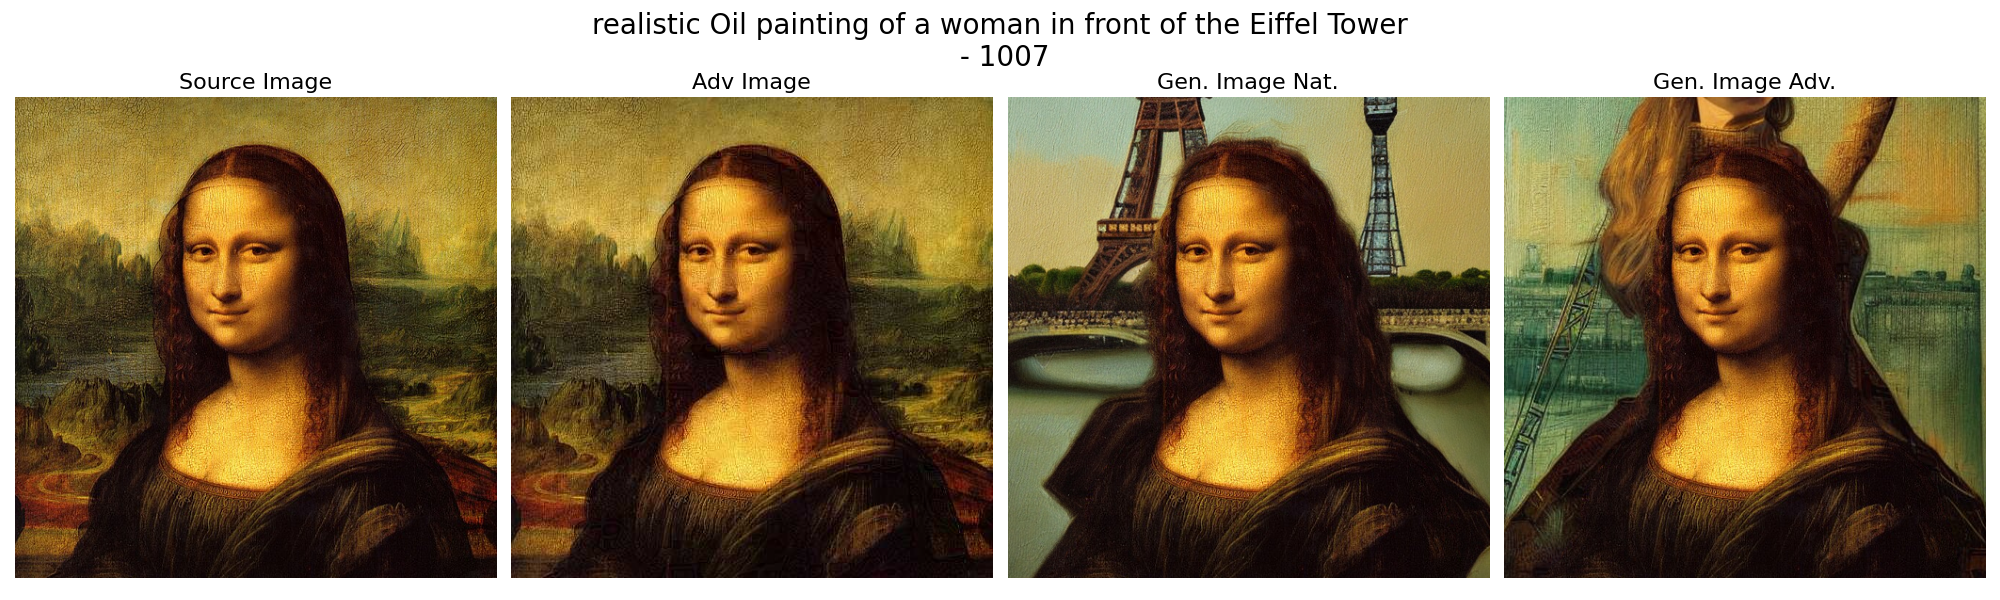 realistic Oil painting of a woman in front of the Eiffel Tower
- 1007
Source Image
Adv Image
Gen. Image Nat.
Gen. Image Adv.